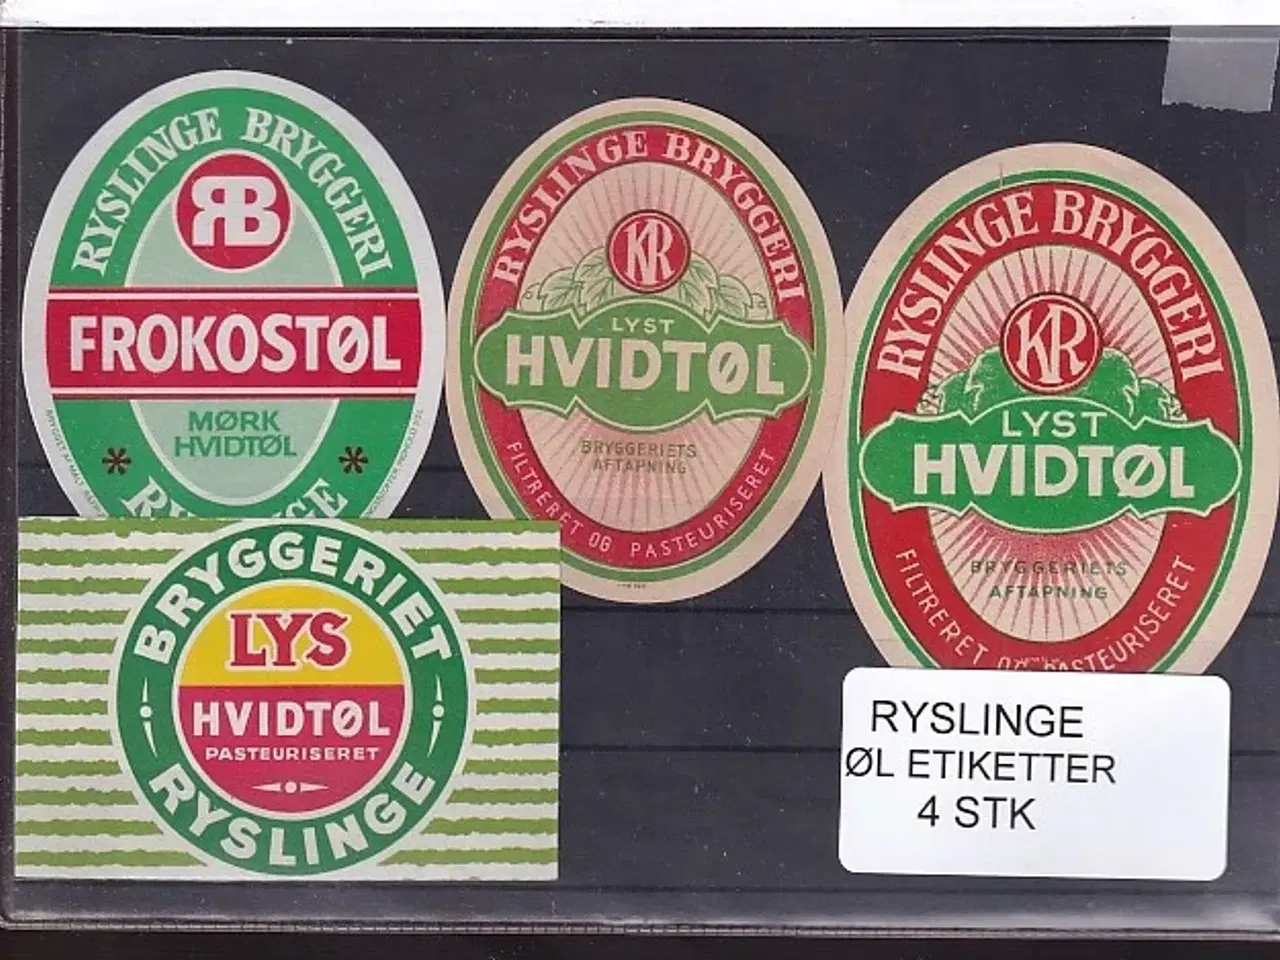 RYSLINGE BRYGGERI
RB
FROKOSTØL
MØRK
HVIDTØL
RYSLINGE BRYGGERI
KR
LYST
HVIDTØL
BRYGGERIETS
AFTAPNING
FILTRERET OG PASTEURISERET
RYSLINGE BRYGGERI
KR
LYST
HVIDTØL
BRYGGERIETS
AFTAPNING
FILTRERET OG PASTEURISERET
BRYGGERIET
LYS
HVIDTØL
PASTEURISERET
RYSLINGE
RYSLINGE
ØL ETIKETTER
4 STK